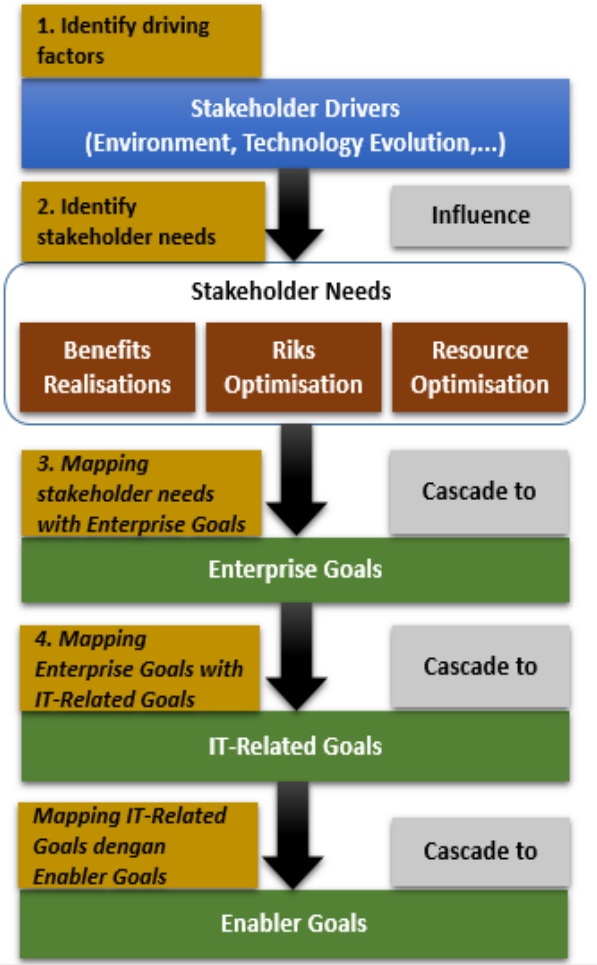 1. Identify driving
factors
Stakeholder Drivers
(Environment, Technology Evolution,...)
2. Identify
stakeholder needs
Influence
Stakeholder Needs
Benefits
Realisations
Riks
Optimisation
Resource
Optimisation
3. Mapping
stakeholder needs
with Enterprise Goals
Cascade to
Enterprise Goals
4. Mapping
Enterprise Goals with
IT-Related Goals
Cascade to
IT-Related Goals
Mapping IT-Related
Goals dengan
Enabler Goals
Cascade to
Enabler Goals